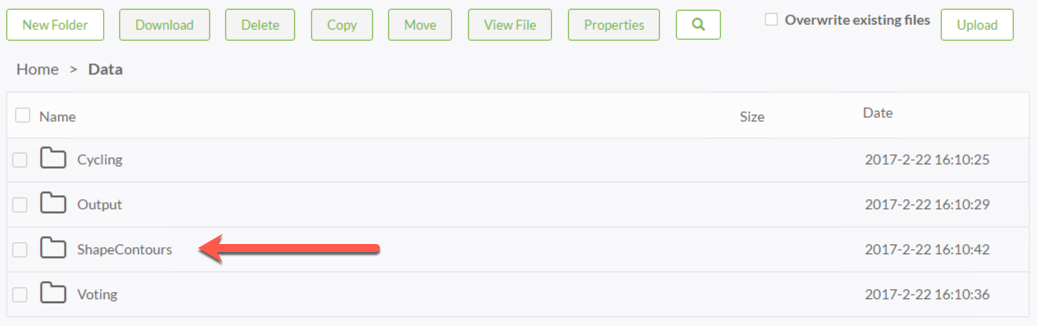 New Folder Download Delete Copy Move View File Properties Overwrite existing files Upload
Home > Data
Name Size Date
Cycling 2017-2-22 16:10:25
Output 2017-2-22 16:10:29
ShapeContours 2017-2-22 16:10:42
Voting 2017-2-22 16:10:36